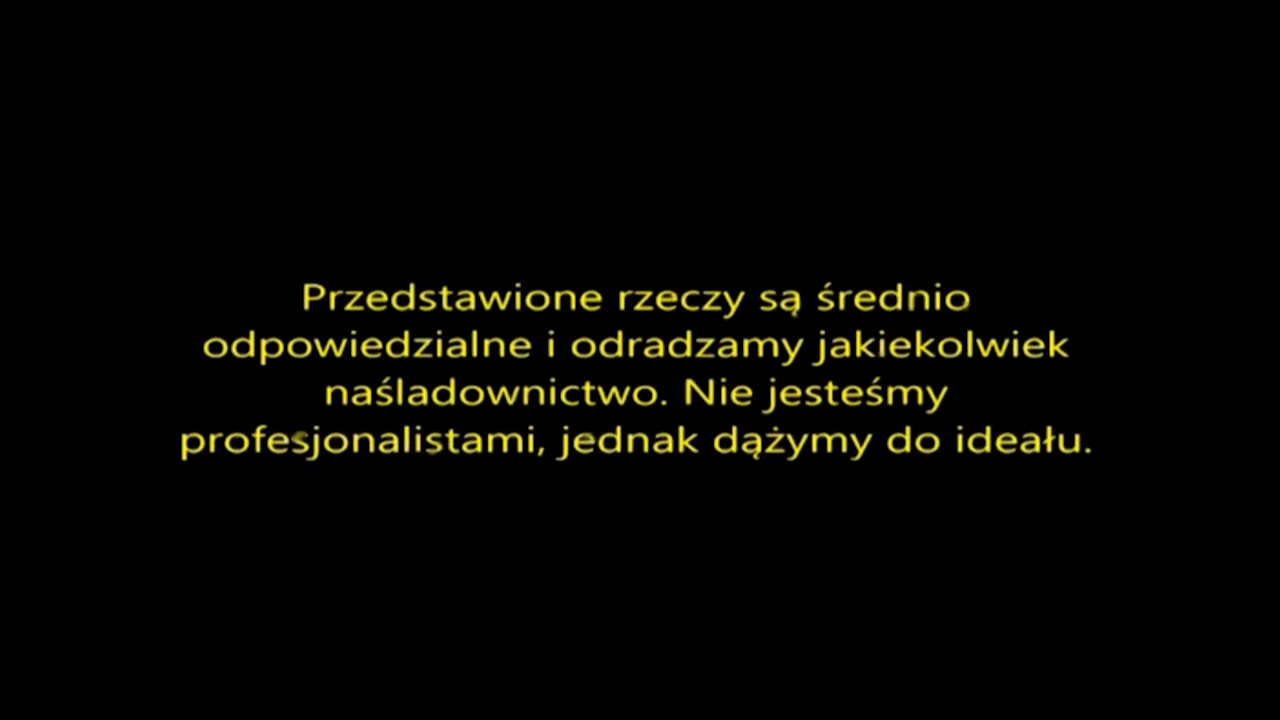 Przedstawione rzeczy są średnio
odpowiedzialne i odradzamy jakiekolwiek
naśladownictwo. Nie jesteśmy
profesjonalistami, jednak dążymy do ideału.